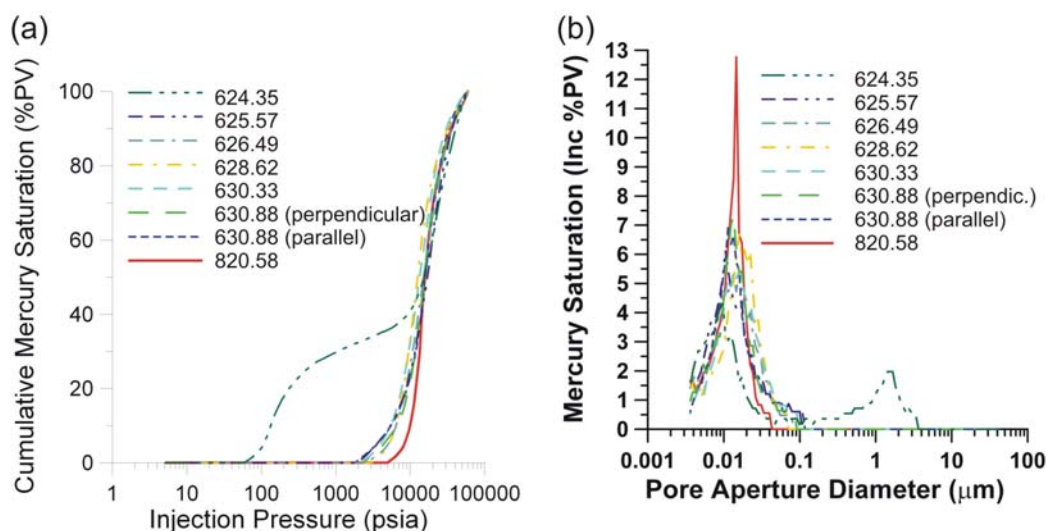 (a)
Cumulative Mercury Saturation (%PV)
100
80
60
40
20
0
624.35
625.57
626.49
628.62
630.33
630.88 (perpendicular)
630.88 (parallel)
820.58
1 10 100 1000 10000 100000
Injection Pressure (psia)
(b)
Mercury Saturation (Inc %PV)
13
12
11
10
9
8
7
6
5
4
3
2
1
0
624.35
625.57
626.49
628.62
630.33
630.88 (perpendic.)
630.88 (parallel)
820.58
0.001 0.01 0.1 1 10 100
Pore Aperture Diameter (μm)